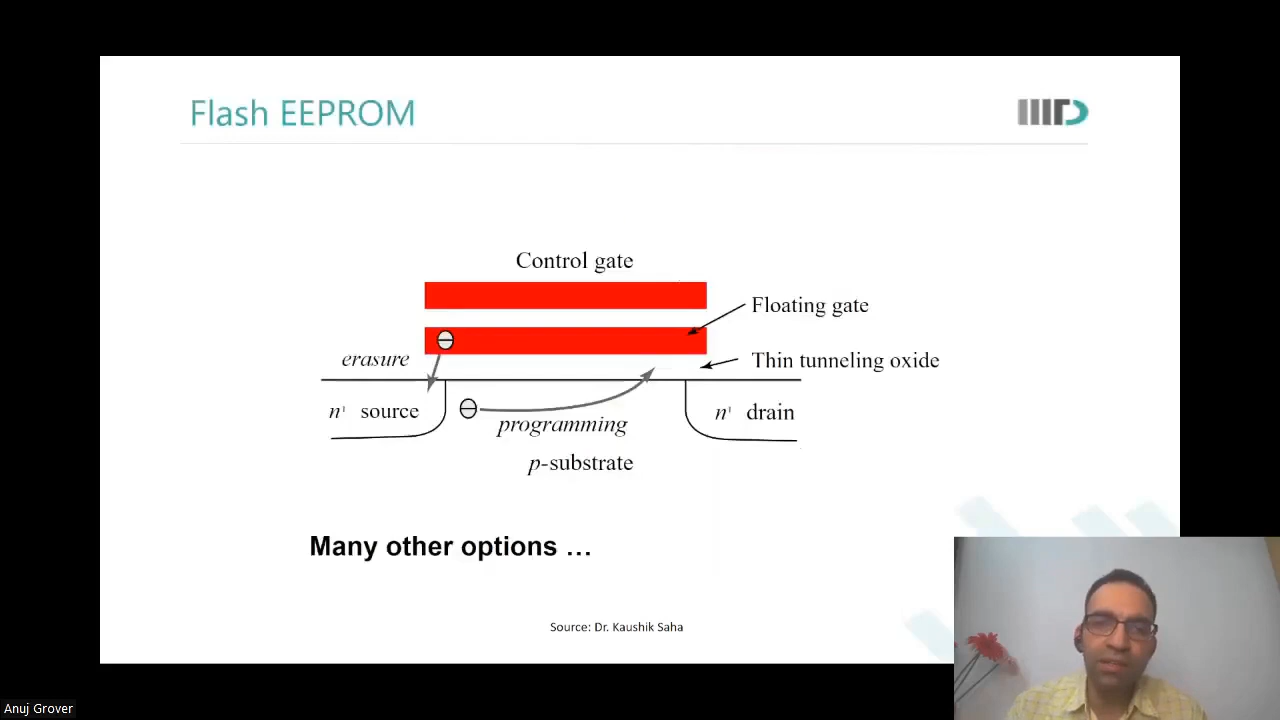 Flash EEPROM
IIITD
Control gate
Floating gate
erasure
Thin tunneling oxide
n⁺ source
n⁺ drain
programming
p-substrate
Many other options …
Source: Dr. Kaushik Saha
Anuj Grover